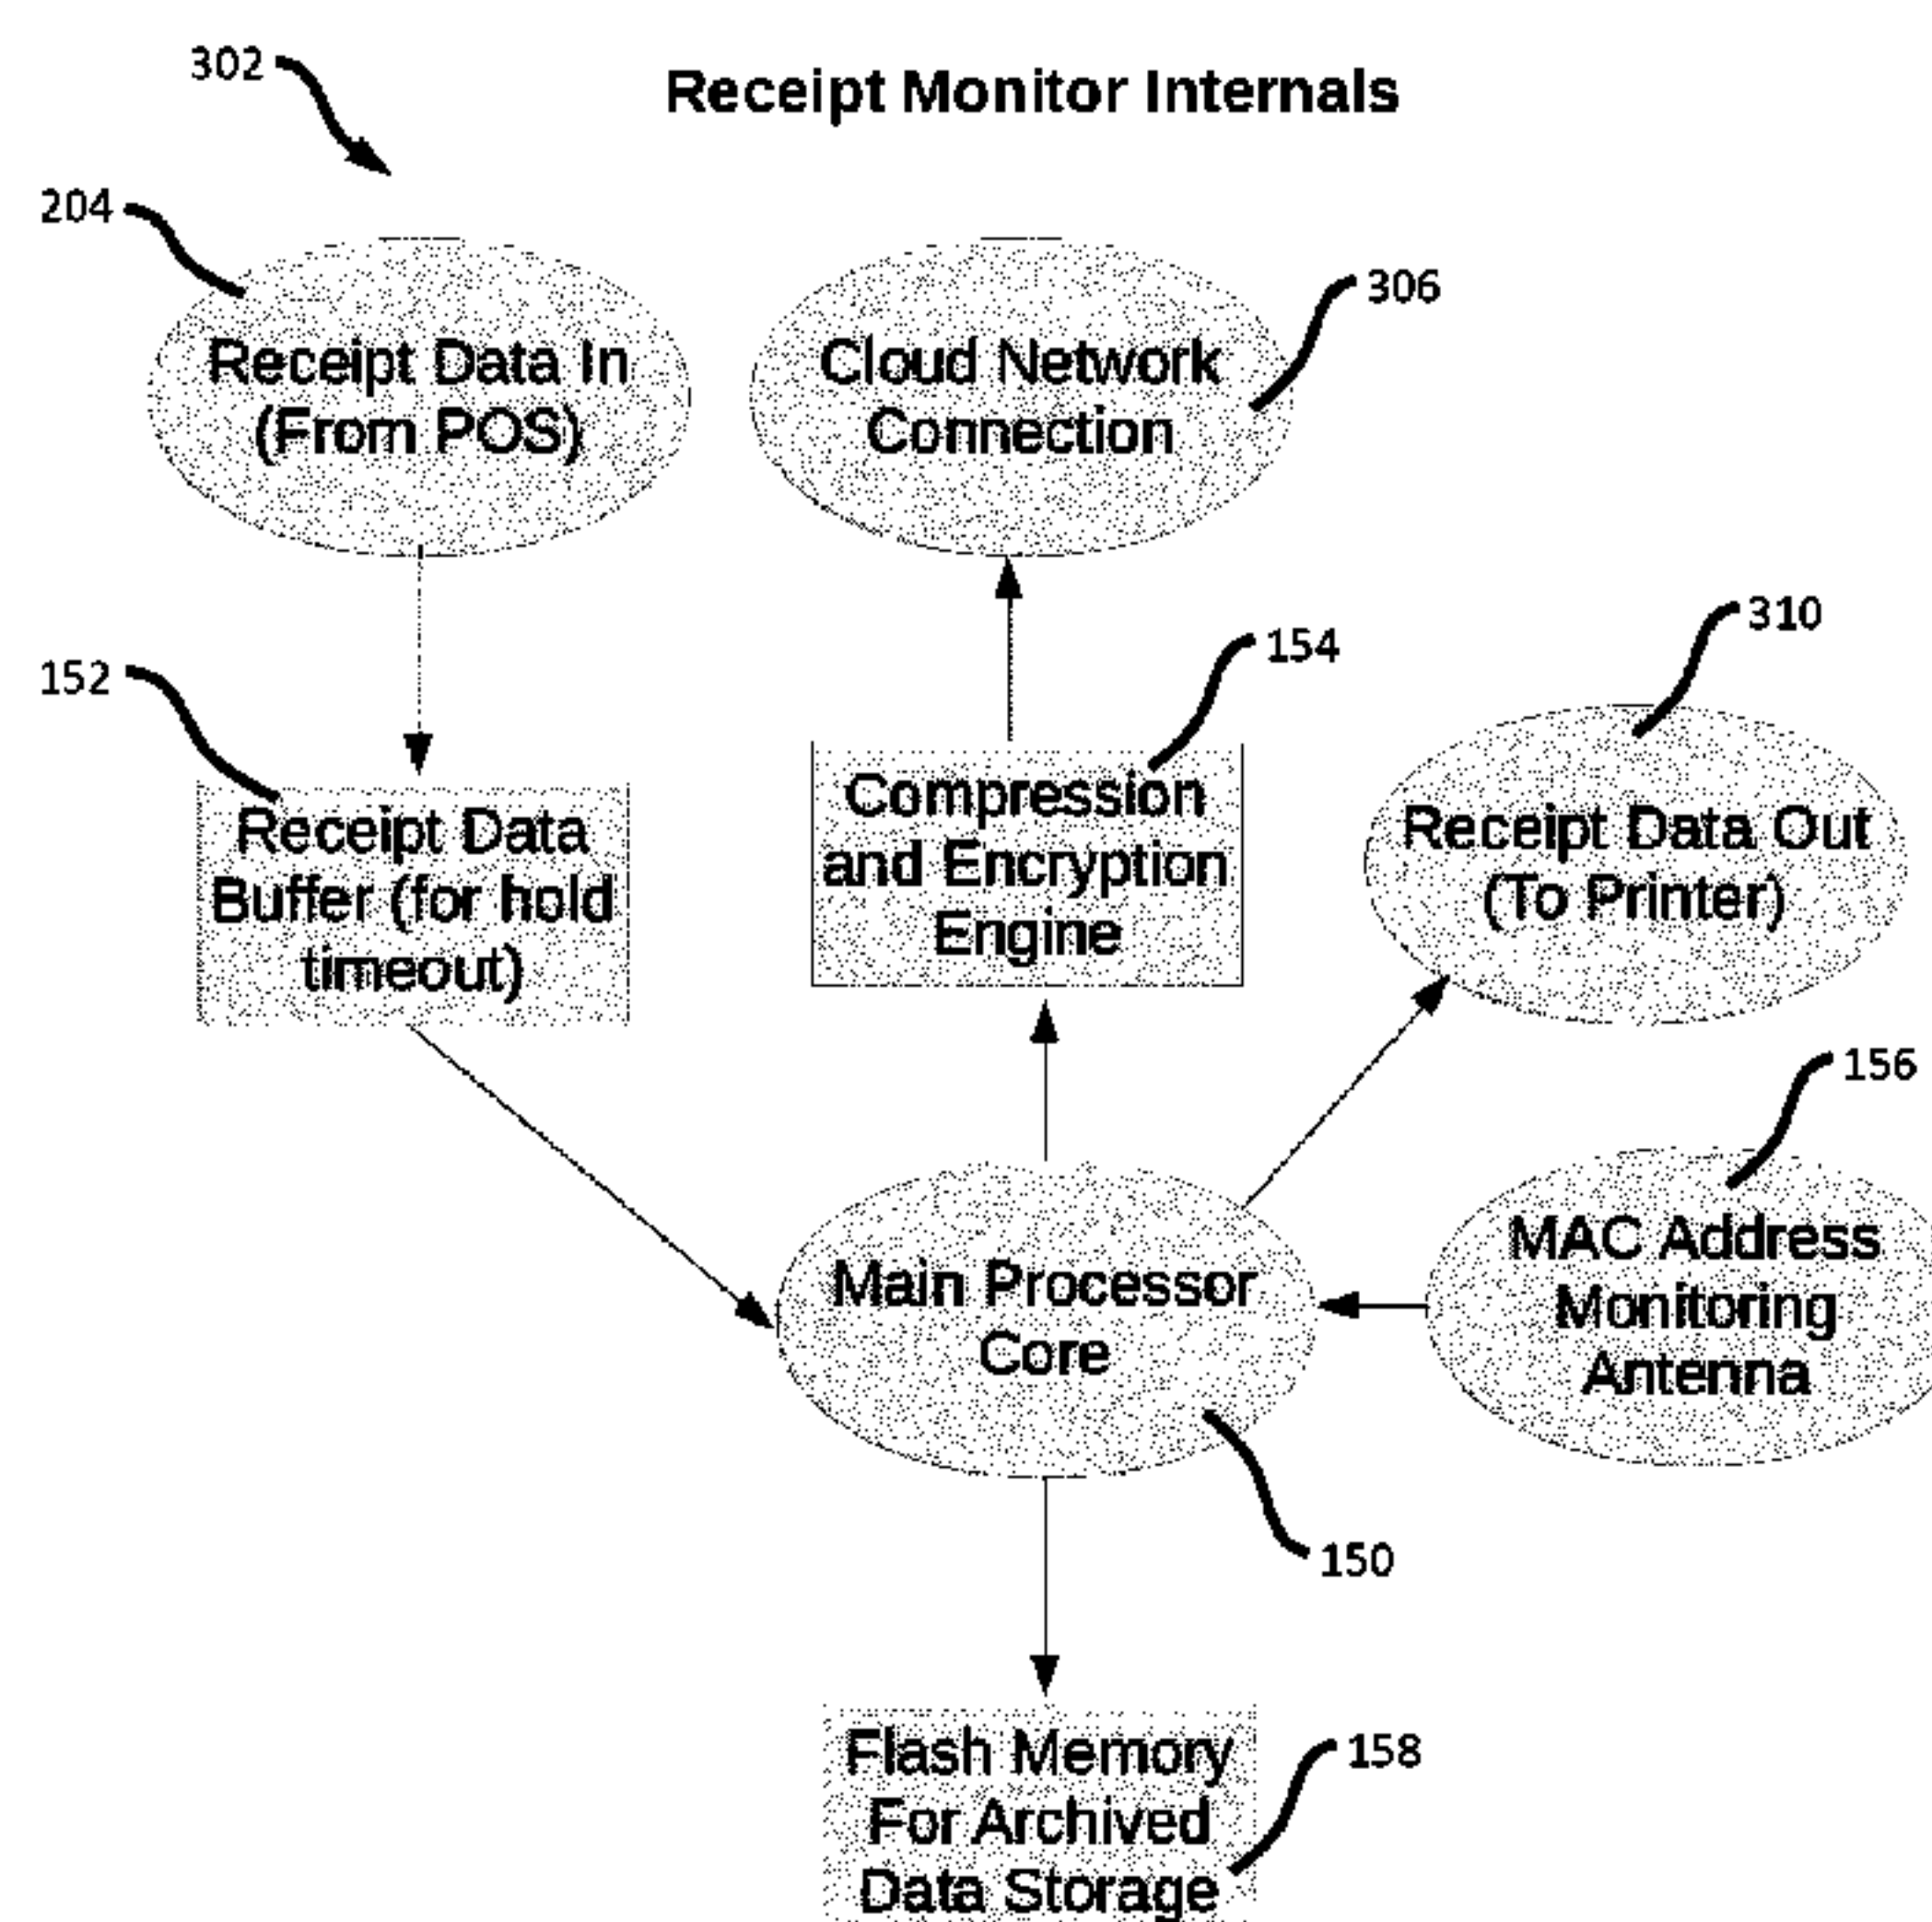 302
Receipt Monitor Internals
204
Receipt Data In
(From POS)
Cloud Network
Connection
306
152
Receipt Data
Buffer (for hold
timeout)
154
Compression
and Encryption
Engine
310
Receipt Data Out
(To Printer)
156
MAC Address
Monitoring
Antenna
Main Processor
Core
150
Flash Memory
For Archived
Data Storage
158